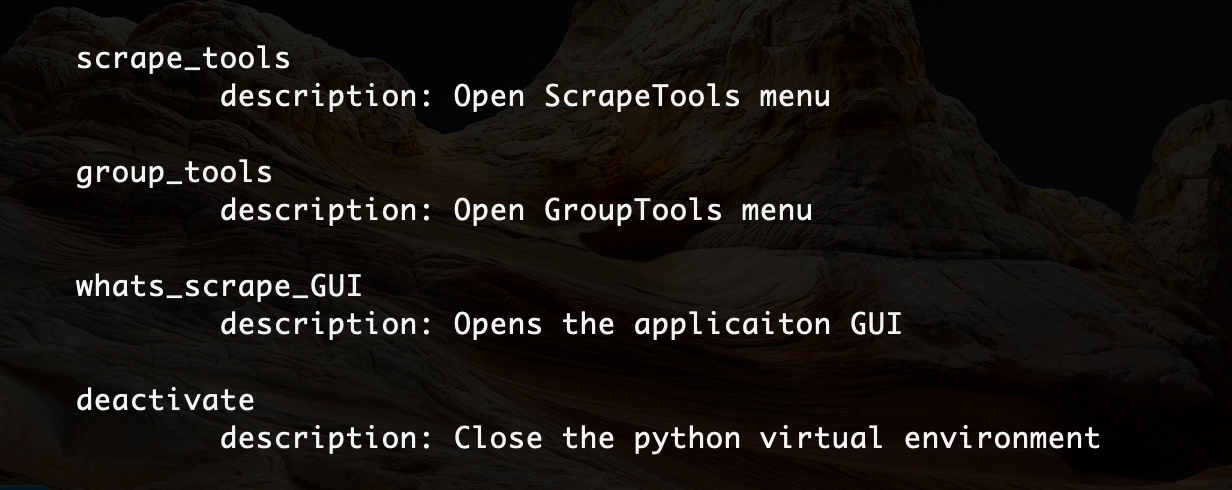 scrape_tools
description: Open ScrapeTools menu
group_tools
description: Open GroupTools menu
whats_scrape_GUI
description: Opens the applicaiton GUI
deactivate
description: Close the python virtual environment